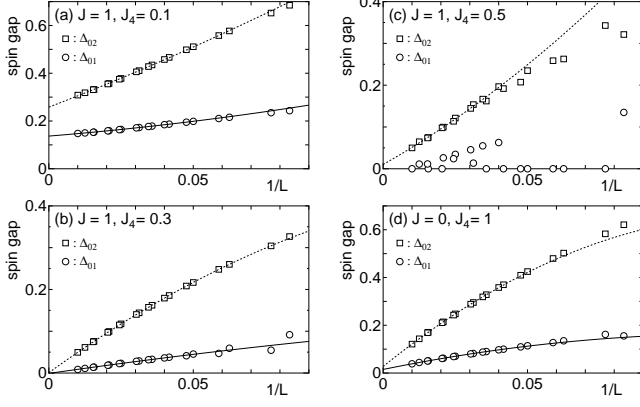 (a) J = 1, J₄= 0.1
□ : Δ₀₂
○ : Δ₀₁
spin gap
0.6
0.4
0.2
0
0
0.05
1/L
(b) J = 1, J₄= 0.3
□ : Δ₀₂
○ : Δ₀₁
spin gap
0.4
0.2
0
0
0.05
1/L
(c) J = 1, J₄= 0.5
□ : Δ₀₂
○ : Δ₀₁
spin gap
0.4
0.2
0
0
0.05
1/L
(d) J = 0, J₄= 1
□ : Δ₀₂
○ : Δ₀₁
spin gap
0.6
0.4
0.2
0
0
0.05
1/L